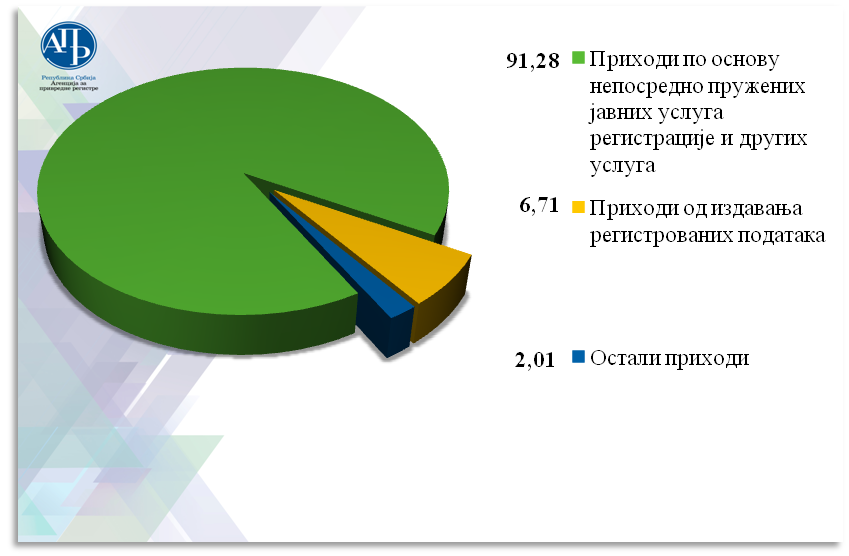 АПР
Република Србија
Агенција за
привредне регистре
91,28
Приходи по основу
непосредно пружених
јавних услуга
регистрације и других
услуга
6,71
Приходи од издавања
регистрованих података
2,01
Остали приходи